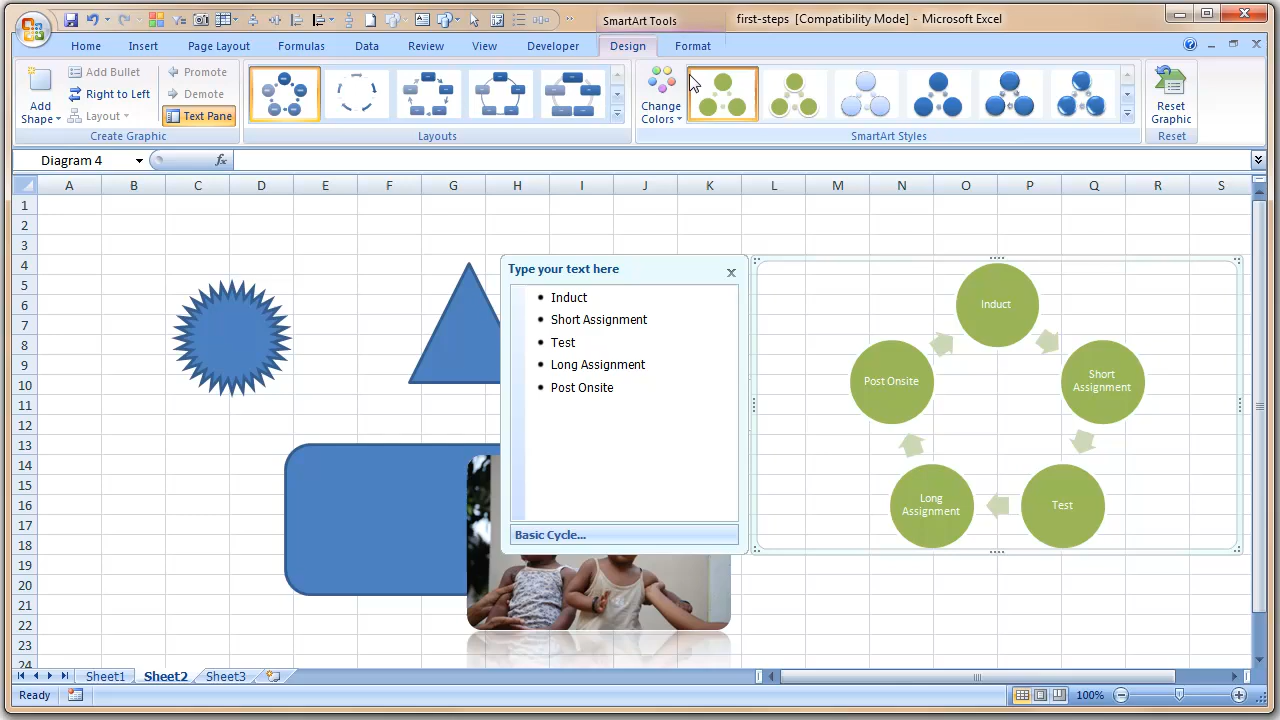 SmartArt Tools
first-steps [Compatibility Mode] - Microsoft Excel
Home Insert Page Layout Formulas Data Review View Developer Design Format
Add Shape
Add Bullet
Right to Left
Layout
Promote
Demote
Text Pane
Create Graphic
Layouts
Change Colors
SmartArt Styles
Reset Graphic
Reset
Diagram 4
fx
A B C D E F G H I J K L M N O P Q R S
1
2
3
4
5
6
7
8
9
10
11
12
13
14
15
16
17
18
19
20
21
22
23
24
Type your text here
Induct
Short Assignment
Test
Long Assignment
Post Onsite
Basic Cycle...
Induct
Short
Assignment
Test
Long
Assignment
Post Onsite
Sheet1 Sheet2 Sheet3
Ready
100%